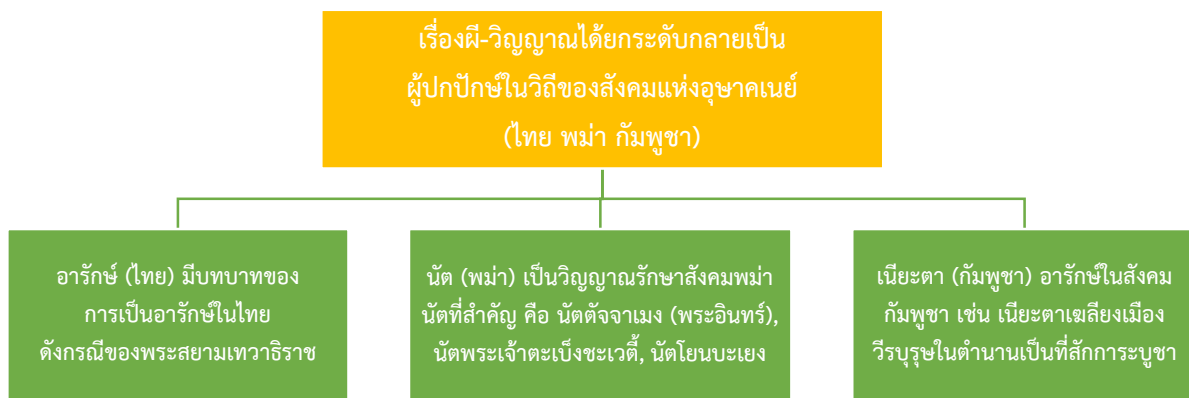 เรื่องผี-วิญญาณได้ยกระดับกลายเป็น
ผู้ปกปักษ์ในวิถีของสังคมแห่งอุษาคเนย์
(ไทย พม่า กัมพูชา)
อารักษ์ (ไทย) มีบทบาทของ
การเป็นอารักษ์ในไทย
ดังกรณีของพระสยามเทวาธิราช
นัต (พม่า) เป็นวิญญาณรักษาสังคมพม่า
นัตที่สำคัญ คือ นัตตัจจาเมง (พระอินทร์),
นัตพระเจ้าตะเบ็งชะเวตี้, นัตโยนบะเยง
เนียะตา (กัมพูชา) อารักษ์ในสังคม
กัมพูชา เช่น เนียะตาเฆลียงเมือง
วีรบุรุษในตำนานเป็นที่สักการะบูชา